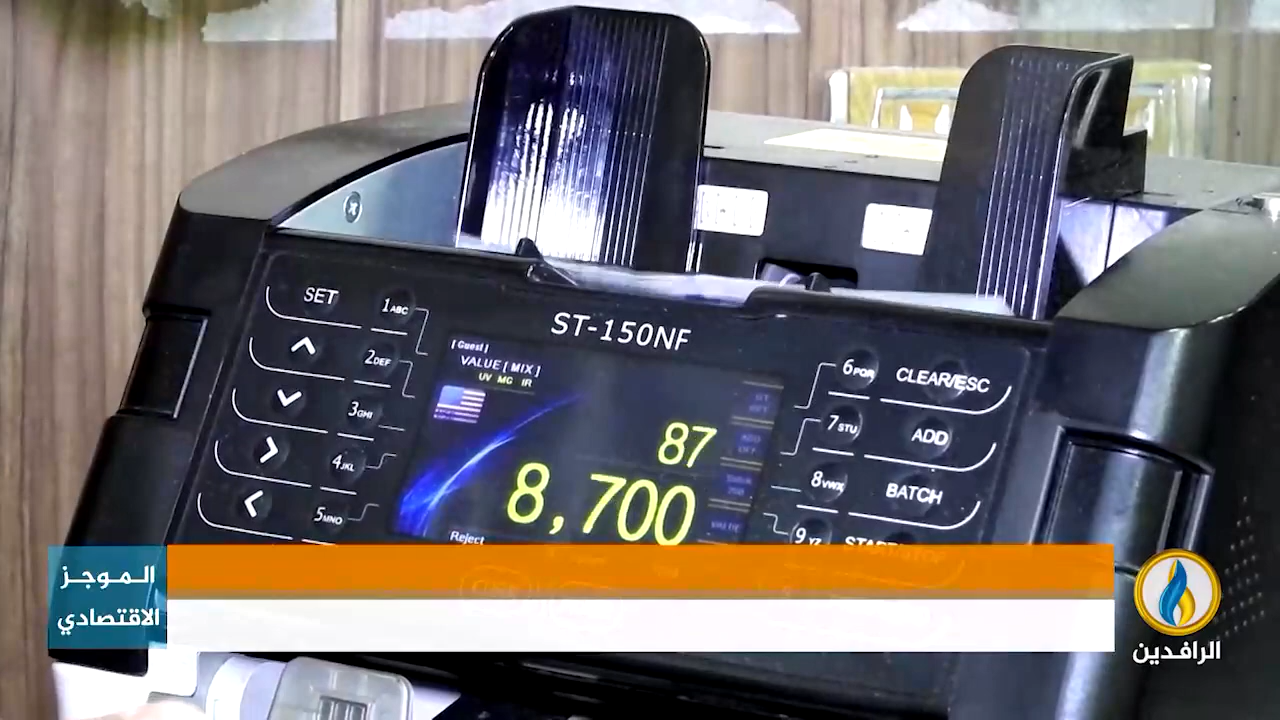 SET
1ABC
2DEF
3GHI
4JKL
5MNO
ST-150NF
[ Guest ]
VALUE [ MIX ]
UV MG IR
87
8,700
Reject
CLEAR/ESC
7STU
ADD
8VWX
BATCH
9YZ
الموجز
الاقتصادي
الرافدين